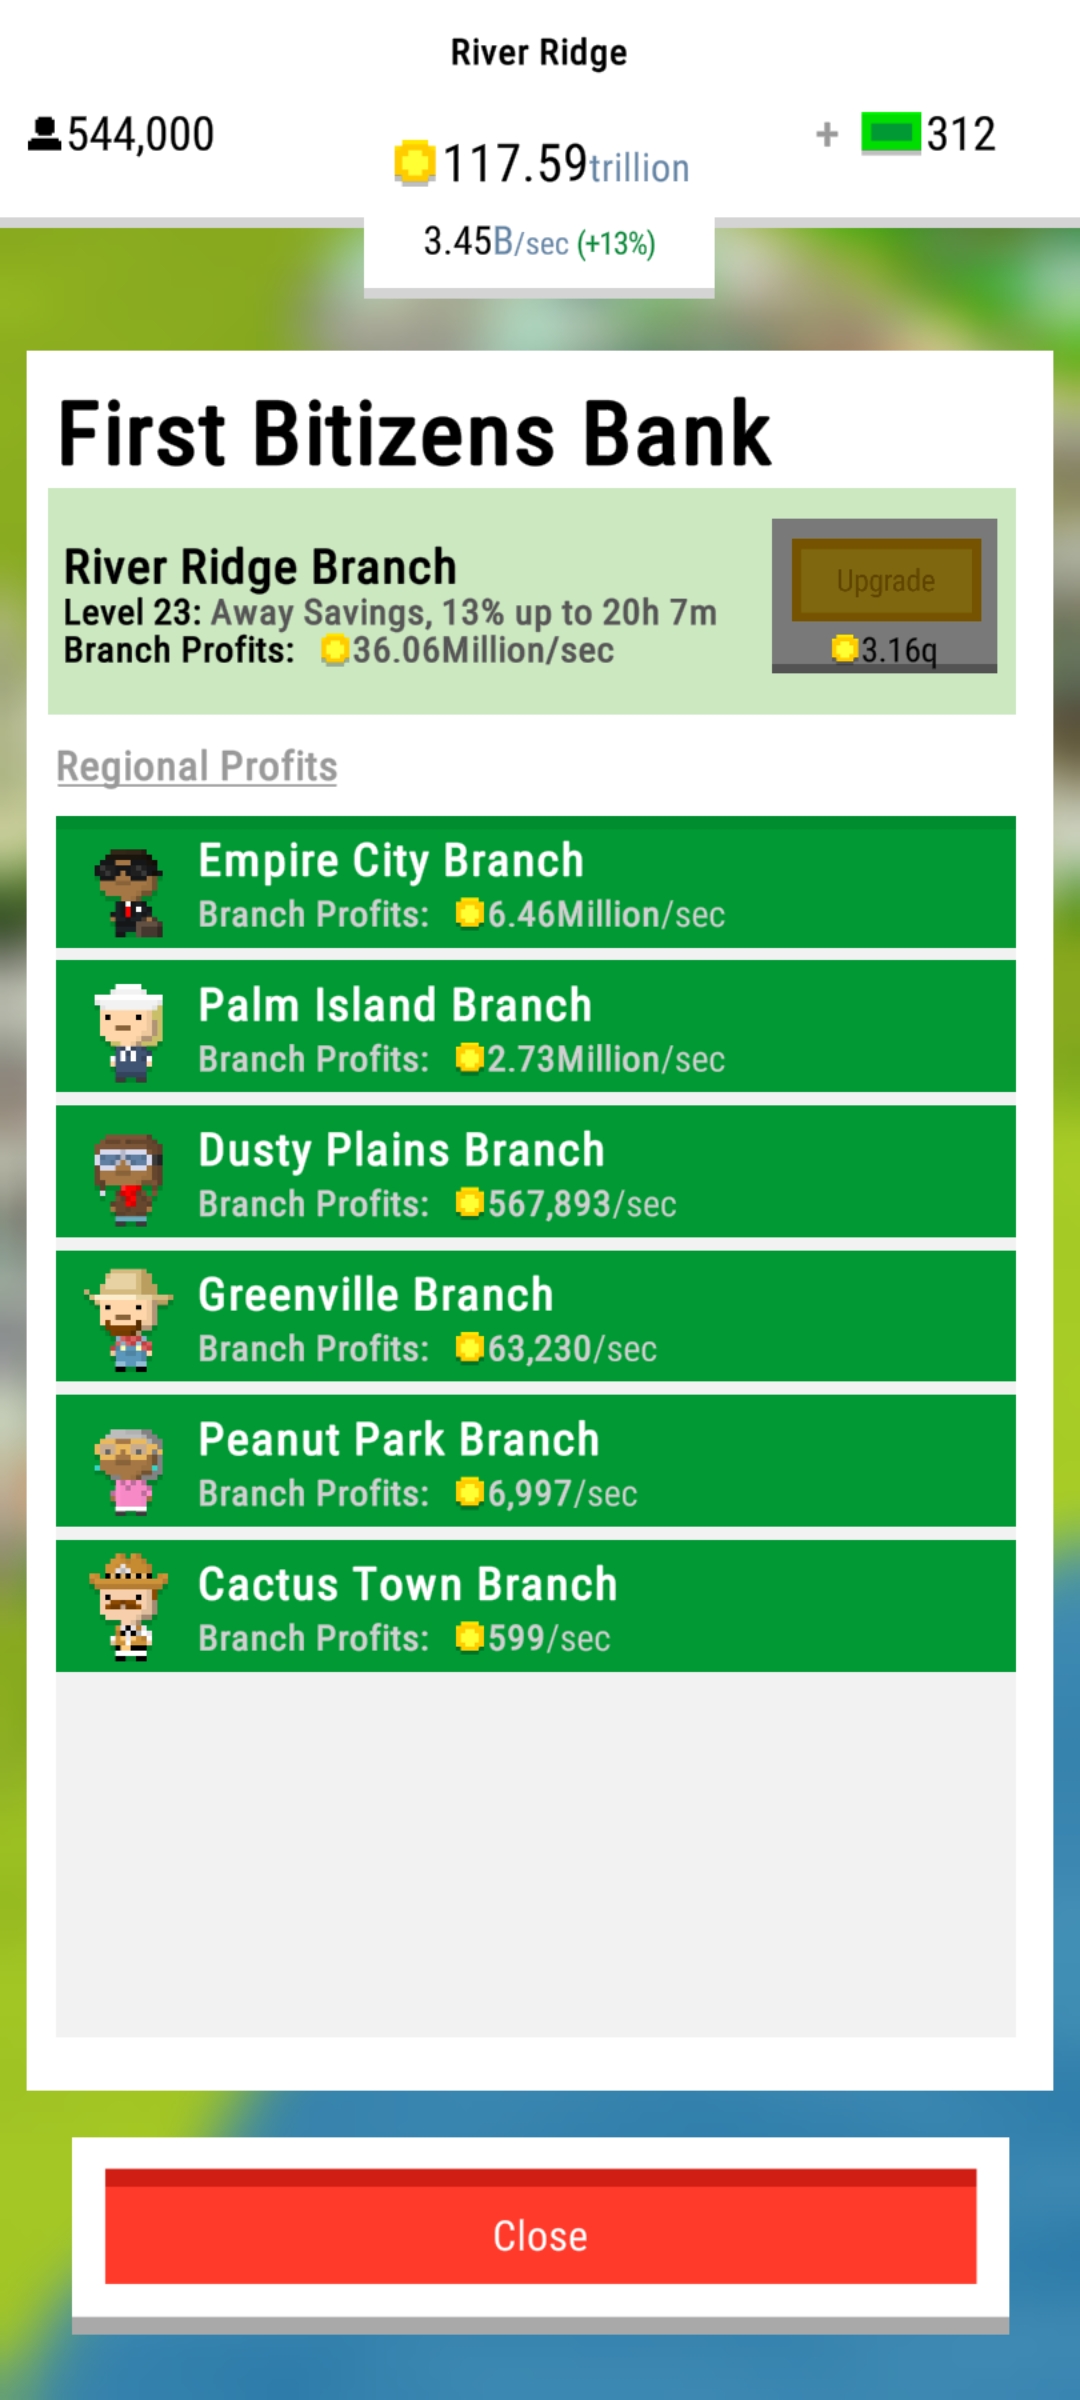 River Ridge
544,000
117.59trillion
+ 312
3.45B/sec (+13%)
First Bitizens Bank
River Ridge Branch
Level 23: Away Savings, 13% up to 20h 7m
Branch Profits: 36.06Million/sec
Upgrade
3.16q
Regional Profits
Empire City Branch
Branch Profits: 6.46Million/sec
Palm Island Branch
Branch Profits: 2.73Million/sec
Dusty Plains Branch
Branch Profits: 567,893/sec
Greenville Branch
Branch Profits: 63,230/sec
Peanut Park Branch
Branch Profits: 6,997/sec
Cactus Town Branch
Branch Profits: 599/sec
Close